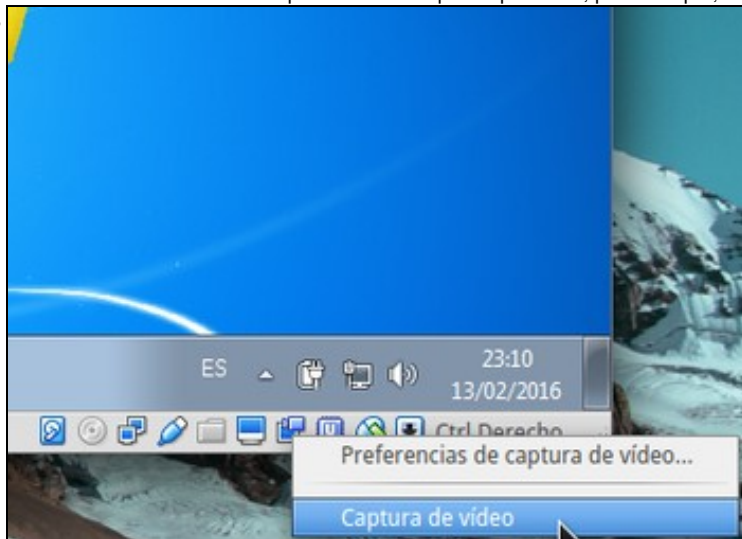 ES
23:10
13/02/2016
Ctrl Derecho
Preferencias de captura de vídeo...
Captura de vídeo